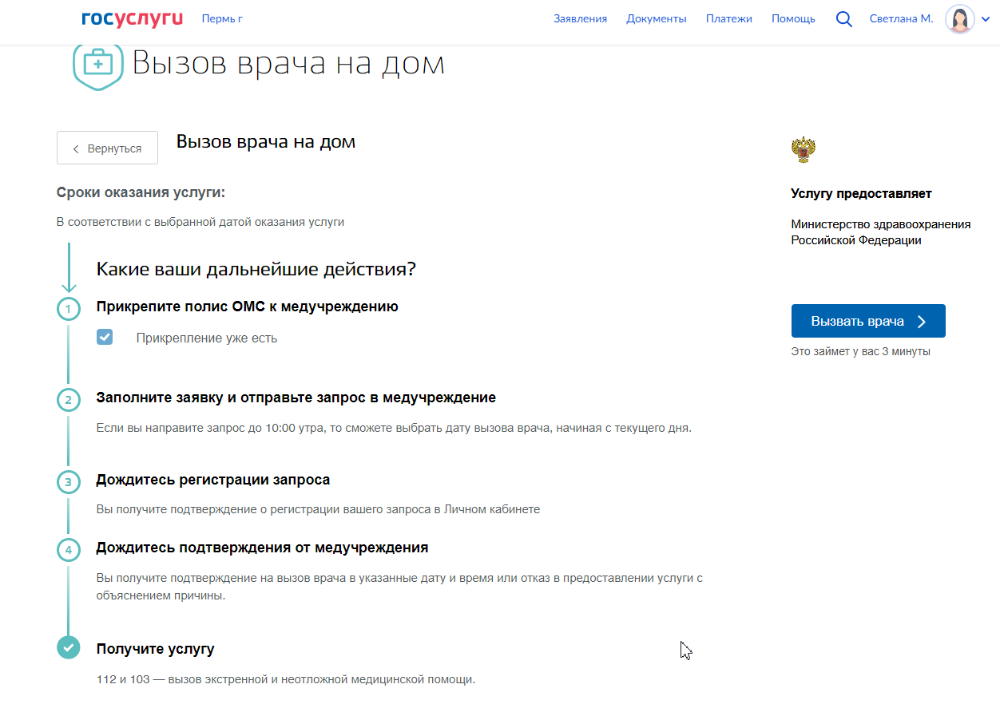 госуслуги Пермь г Заявления Документы Платежи Помощь Светлана М.
Вызов врача на дом
Вернуться
Вызов врача на дом
Сроки оказания услуги:
В соответствии с выбранной датой оказания услуги
Какие ваши дальнейшие действия?
1 Прикрепите полис ОМС к медучреждению
Прикрепление уже есть
2 Заполните заявку и отправьте запрос в медучреждение
Если вы направите запрос до 10:00 утра, то сможете выбрать дату вызова врача, начиная с текущего дня.
3 Дождитесь регистрации запроса
Вы получите подтверждение о регистрации вашего запроса в Личном кабинете
4 Дождитесь подтверждения от медучреждения
Вы получите подтверждение на вызов врача в указанные дату и время или отказ в предоставлении услуги с
объяснением причины.
Получите услугу
112 и 103 — вызов экстренной и неотложной медицинской помощи.
Услугу предоставляет
Министерство здравоохранения
Российской Федерации
Вызвать врача
Это займет у вас 3 минуты